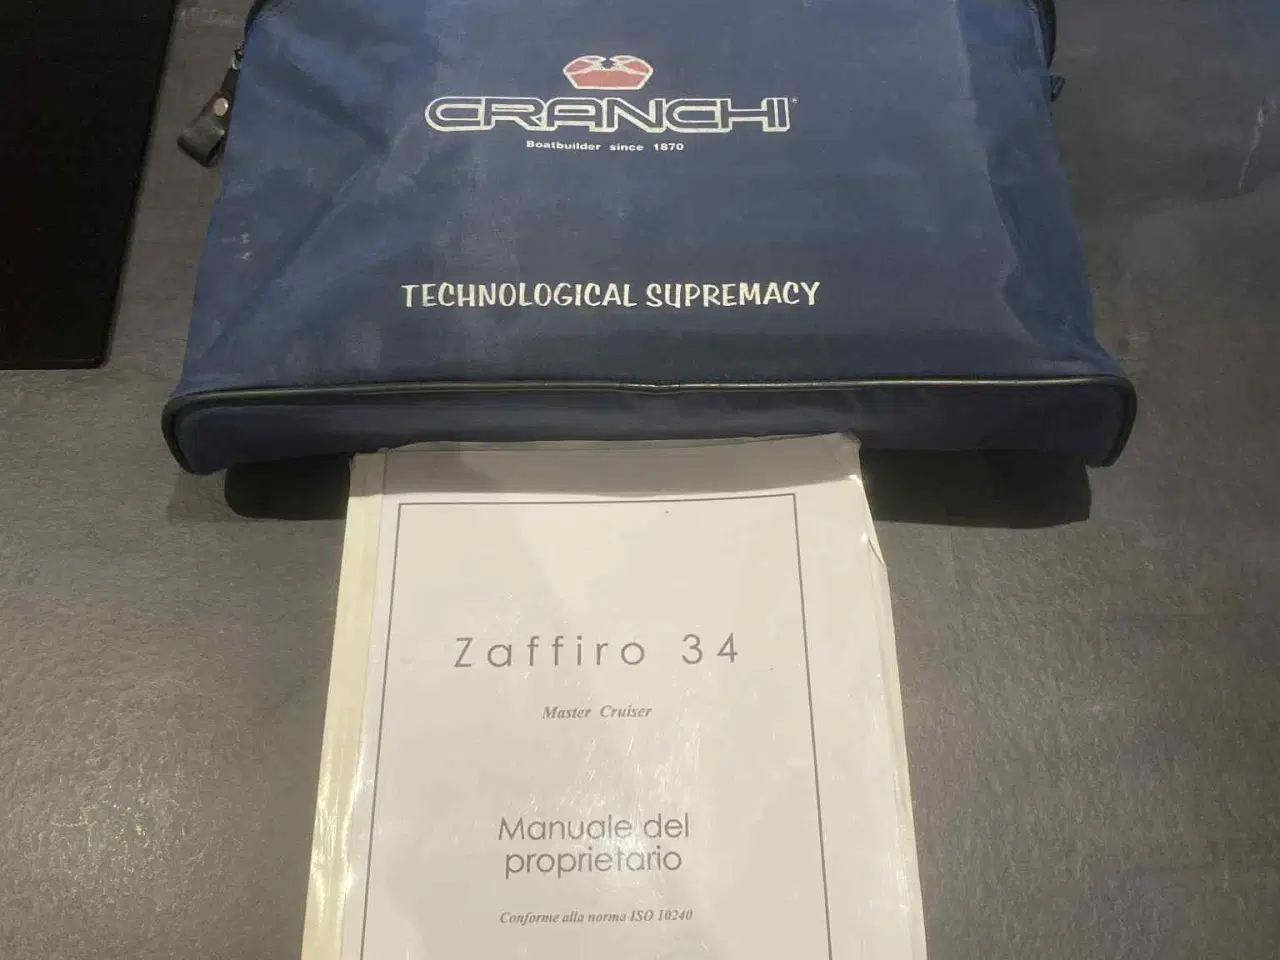 CRANCHI
Boatbuilder since 1870
TECHNOLOGICAL SUPREMACY
Zaffiro 34
Master Cruiser
Manuale del
proprietario
Conforme alla norma ISO 10240